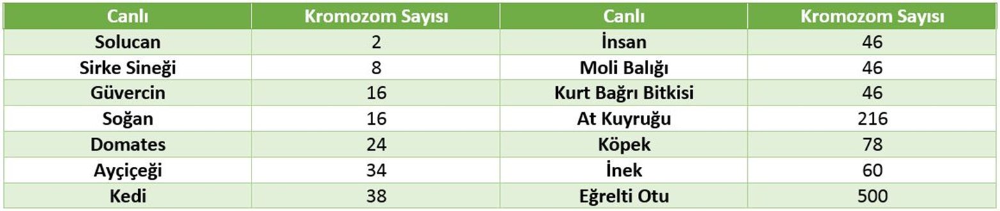 Canlı Kromozom Sayısı Canlı Kromozom Sayısı
Solucan 2 İnsan 46
Sirke Sineği 8 Moli Balığı 46
Güvercin 16 Kurt Bağrı Bitkisi 46
Soğan 16 At Kuyruğu 216
Domates 24 Köpek 78
Ayçiçeği 34 İnek 60
Kedi 38 Eğrelti Otu 500